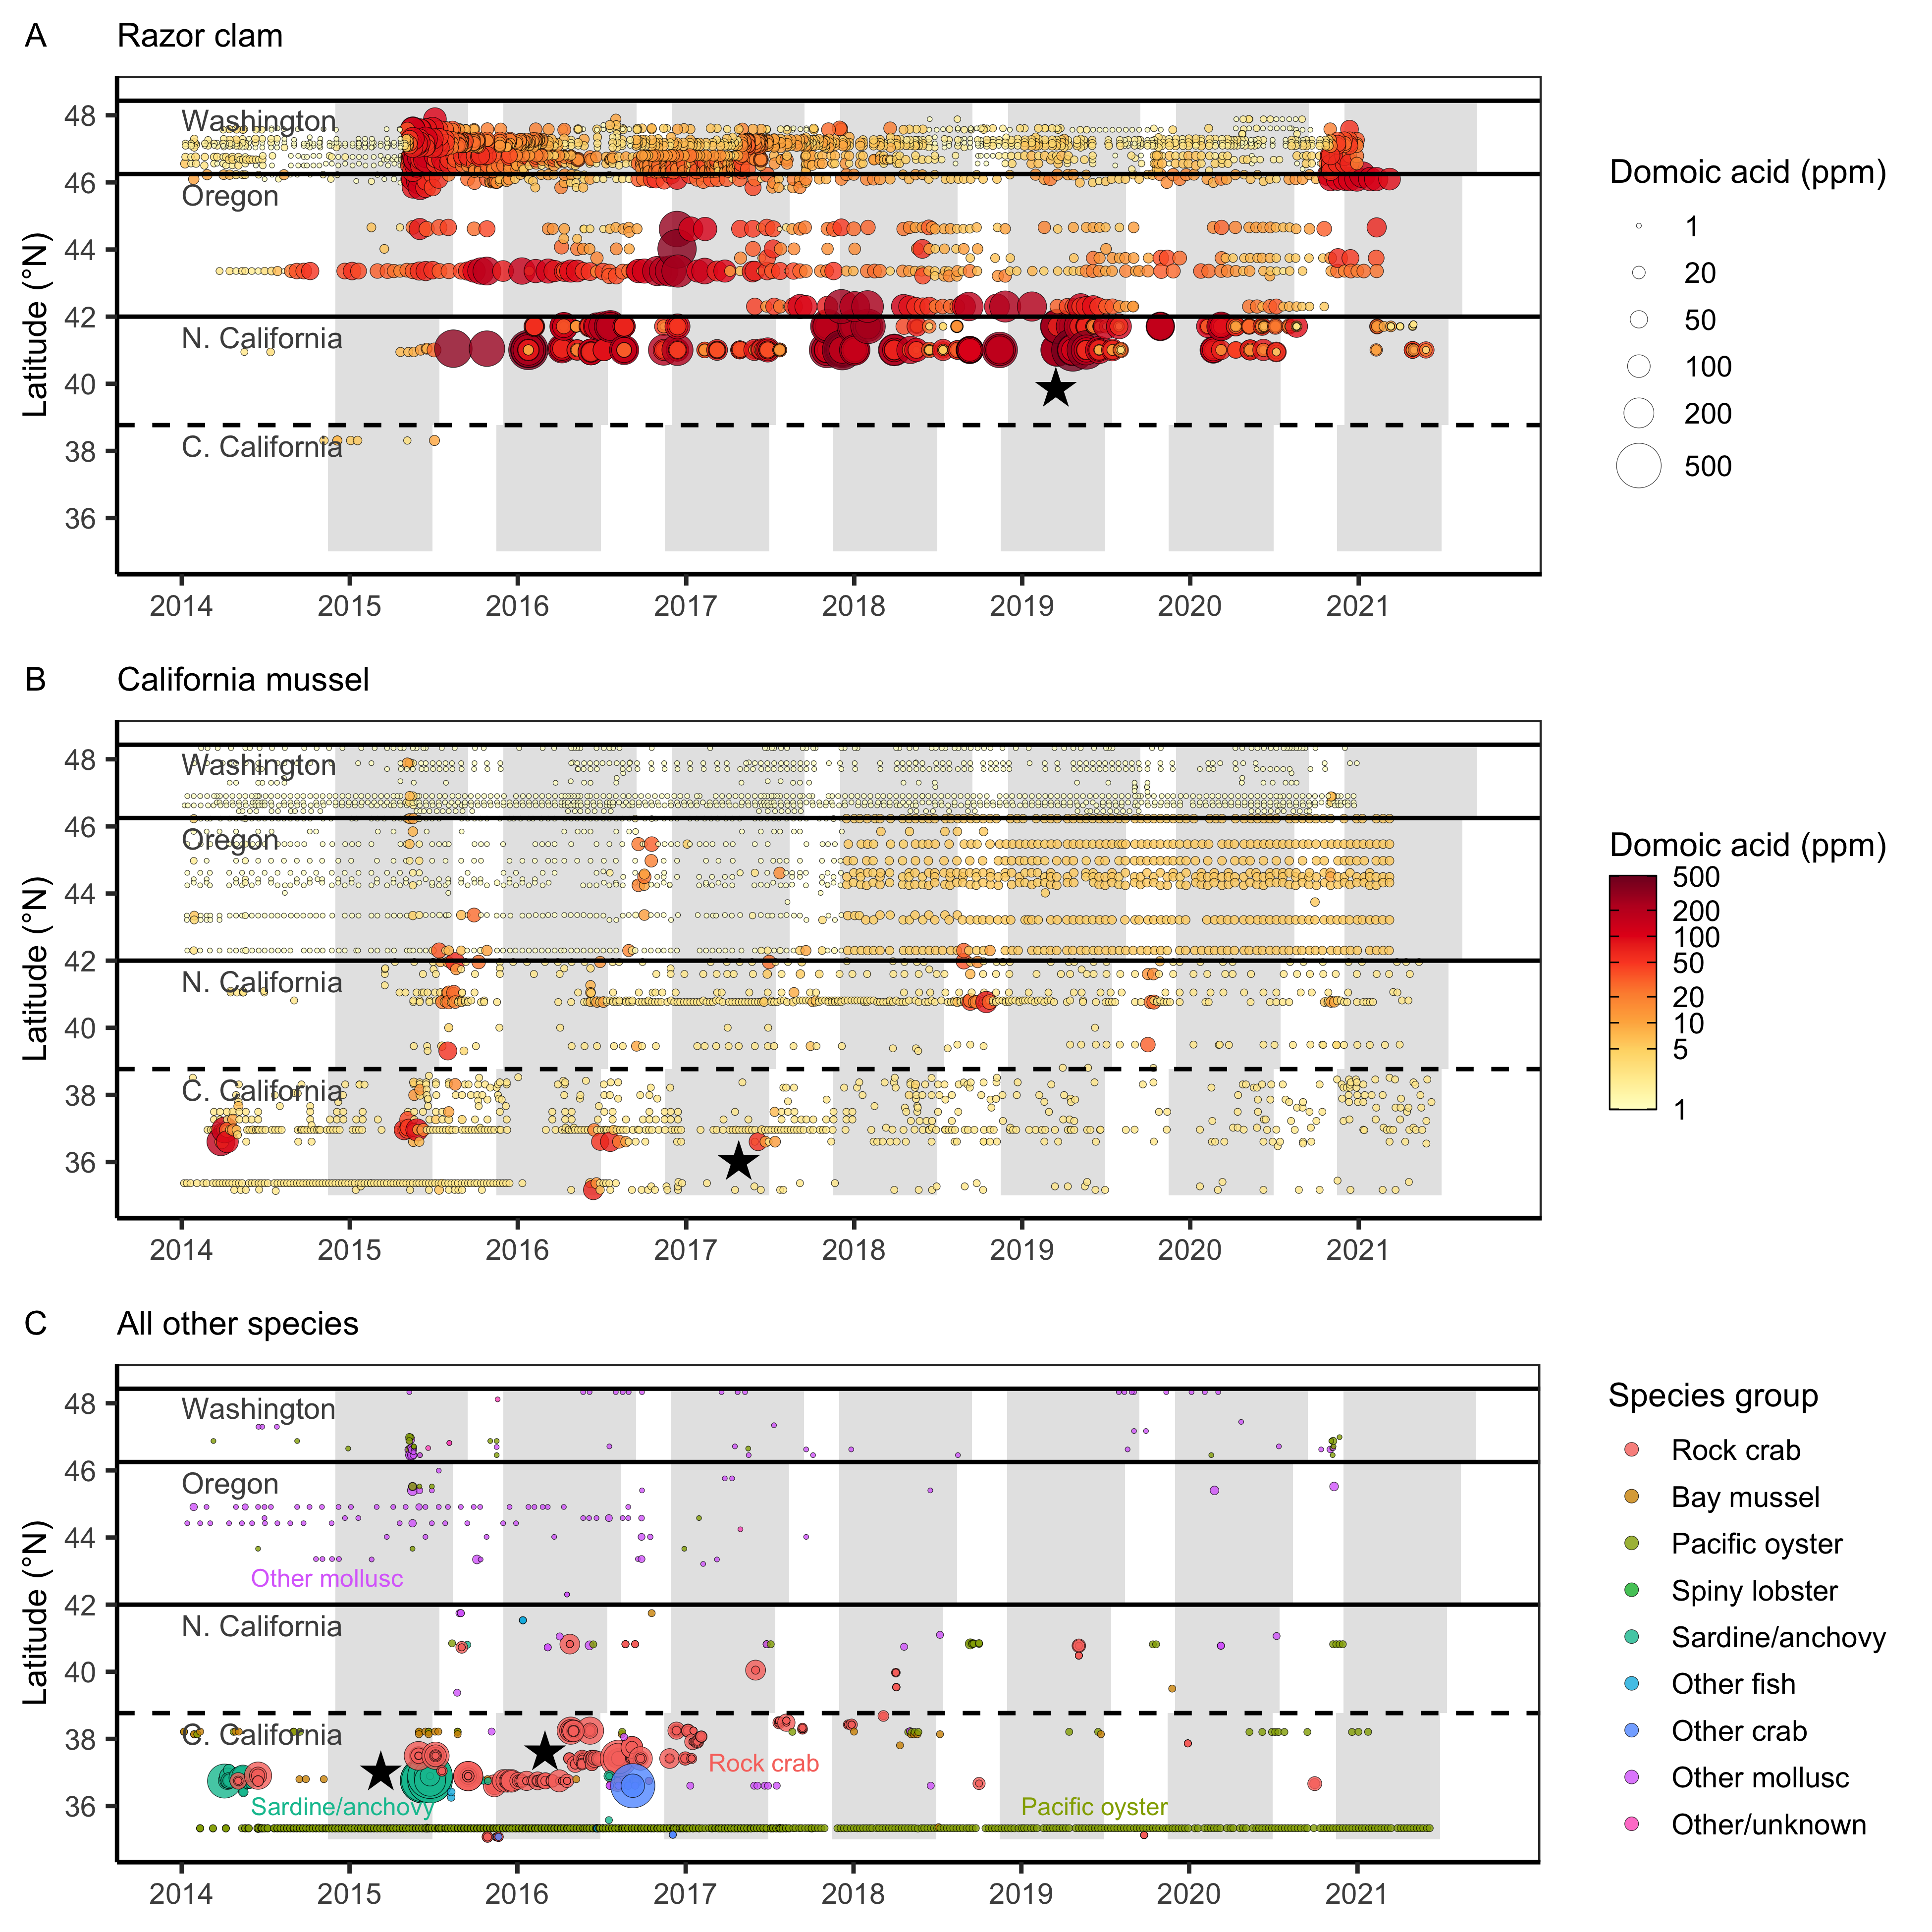 A Razor clam
48
46
44
42
40
38
36
Latitude (°N)
Washington
Oregon
N. California
C. California
2014 2015 2016 2017 2018 2019 2020 2021
Domoic acid (ppm)
1
20
50
100
200
500
B California mussel
48
46
44
42
40
38
36
Latitude (°N)
Washington
Oregon
N. California
C. California
2014 2015 2016 2017 2018 2019 2020 2021
Domoic acid (ppm)
500
200
100
50
20
10
5
1
C All other species
48
46
44
42
40
38
36
Latitude (°N)
Washington
Oregon
Other mollusc
N. California
C. California
Rock crab
Sardine/anchovy
Pacific oyster
2014 2015 2016 2017 2018 2019 2020 2021
Species group
Rock crab
Bay mussel
Pacific oyster
Spiny lobster
Sardine/anchovy
Other fish
Other crab
Other mollusc
Other/unknown